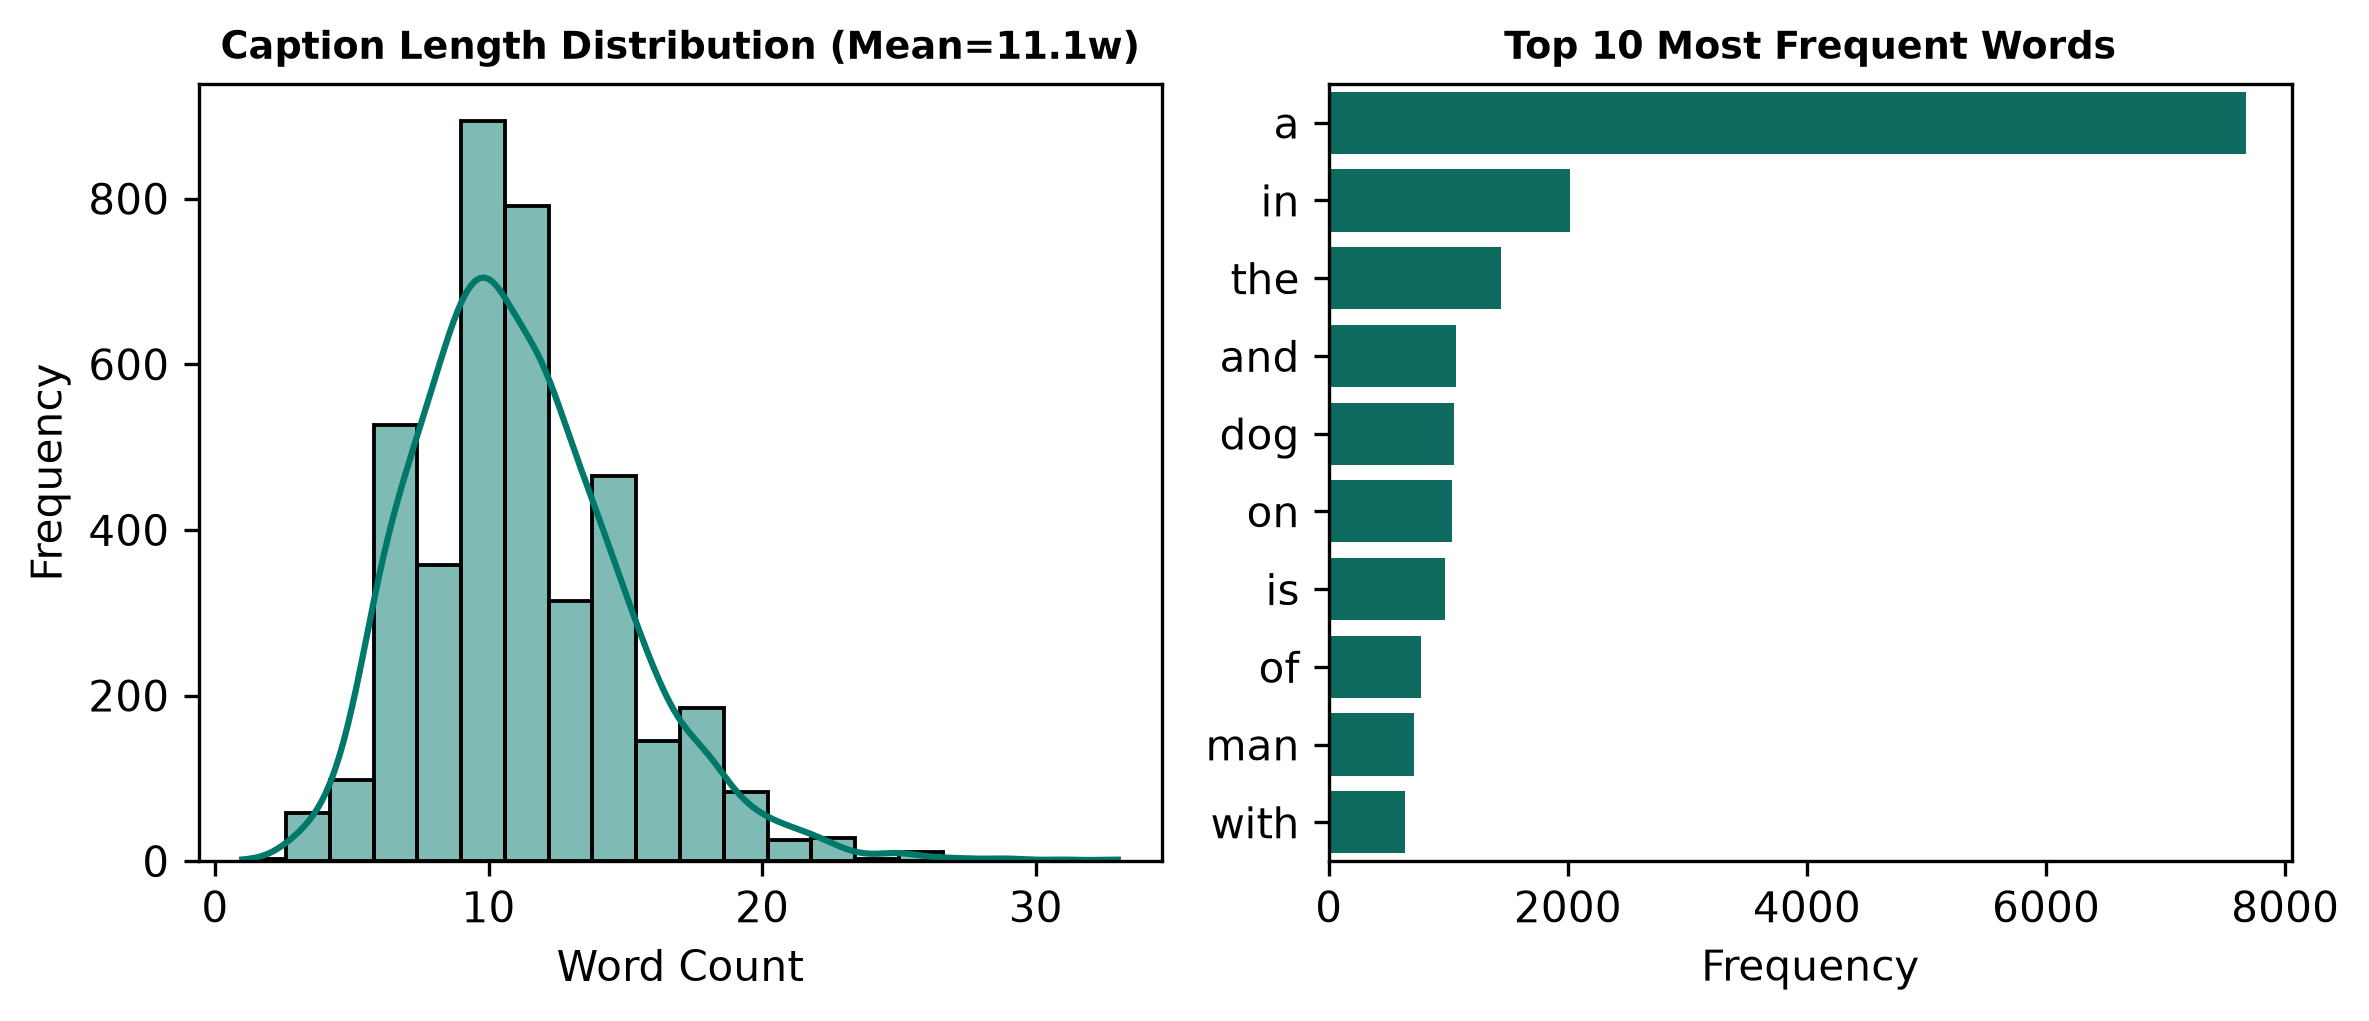 Caption Length Distribution (Mean=11.1w)
Frequency
800
600
400
200
0
0 10 20 30
Word Count
Top 10 Most Frequent Words
a
in
the
and
dog
on
is
of
man
with
0 2000 4000 6000 8000
Frequency